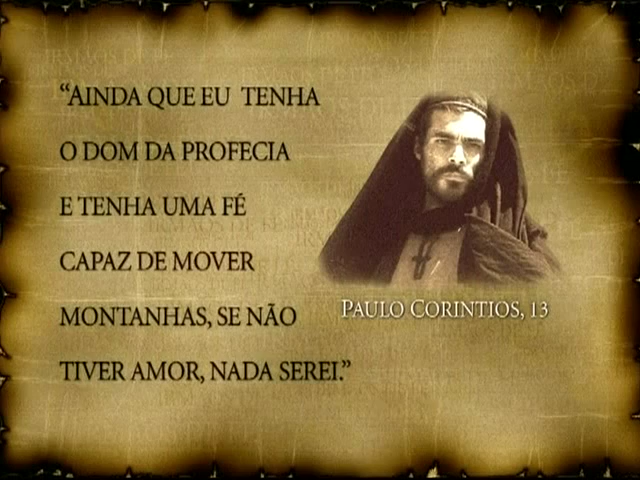 “AINDA QUE EU TENHA
O DOM DA PROFECIA
E TENHA UMA FÉ
CAPAZ DE MOVER
MONTANHAS, SE NÃO
TIVER AMOR, NADA SEREI.”
PAULO CORINTIOS, 13